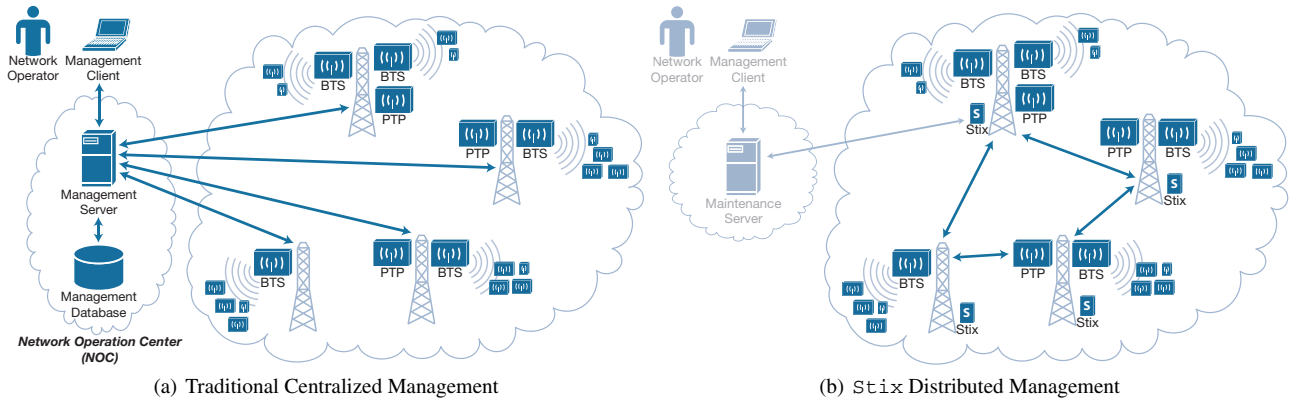 Network
Operator
Management
Client
Management
Server
Management
Database
Network Operation Center
(NOC)
BTS
BTS
PTP
PTP
BTS
BTS
PTP
BTS
(a) Traditional Centralized Management
Network
Operator
Management
Client
Maintenance
Server
BTS
BTS
PTP
S
Stix
PTP
BTS
S
Stix
BTS
S
Stix
PTP
BTS
S
Stix
(b) Stix Distributed Management